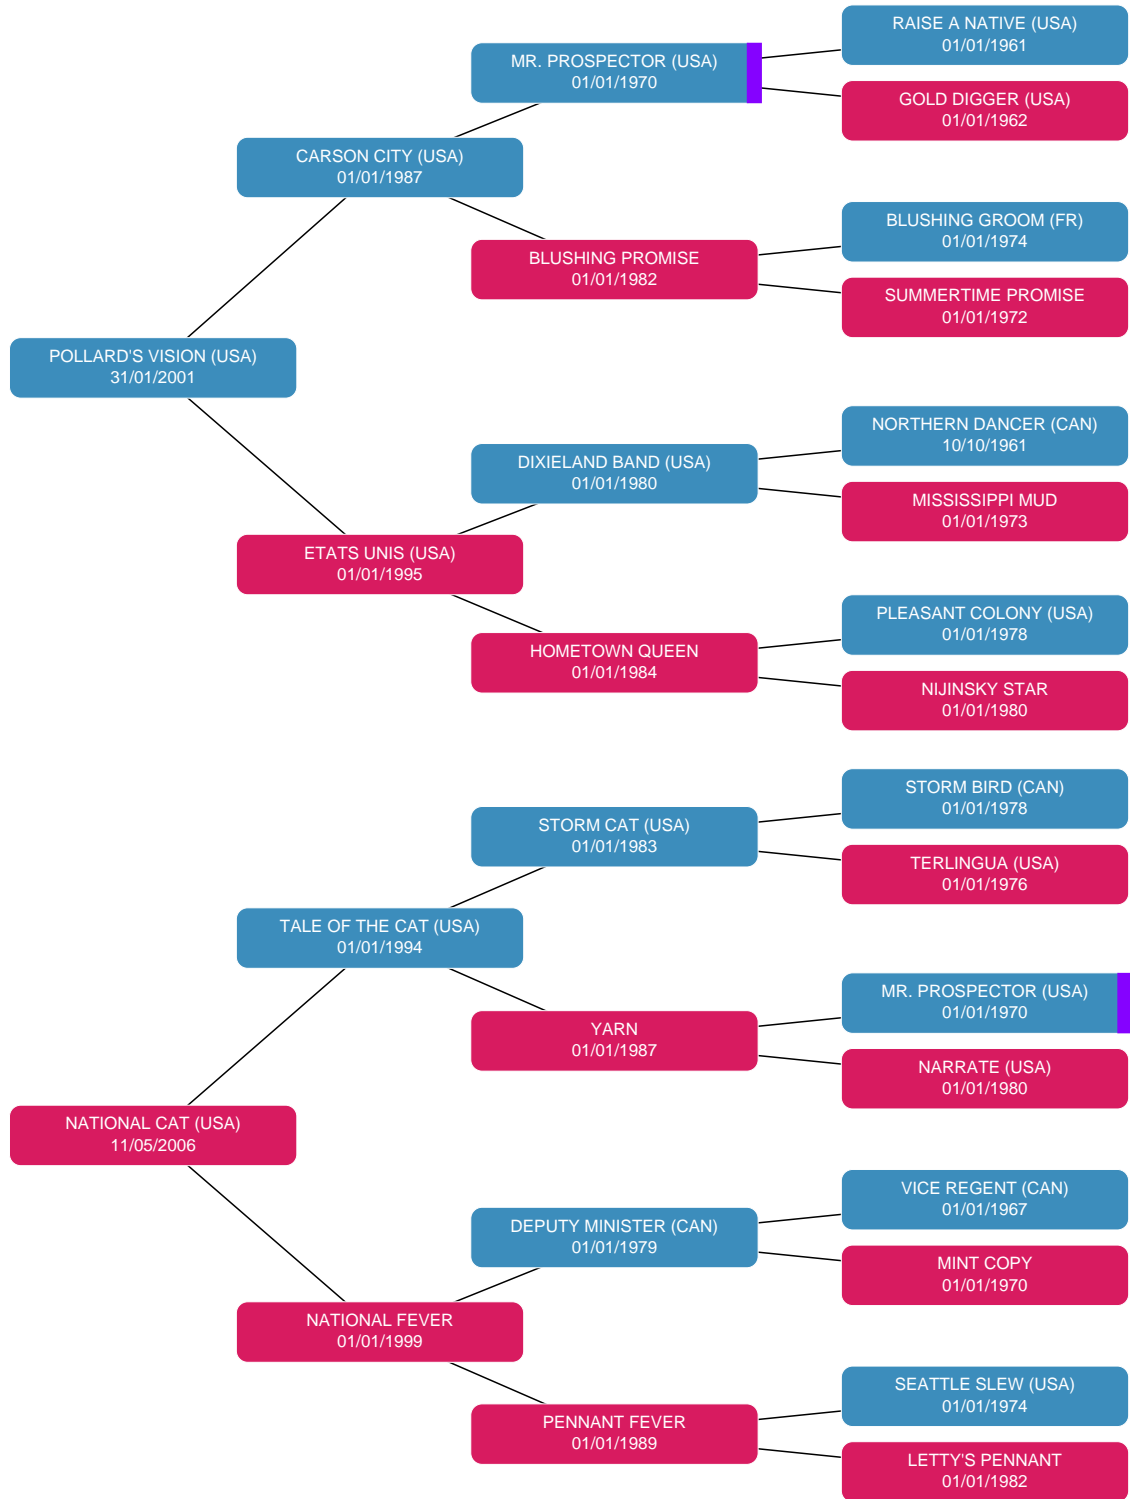 RAISE A NATIVE (USA)
01/01/1961
MR. PROSPECTOR (USA)
01/01/1970
GOLD DIGGER (USA)
01/01/1962
CARSON CITY (USA)
01/01/1987
BLUSHING GROOM (FR)
01/01/1974
BLUSHING PROMISE
01/01/1982
SUMMERTIME PROMISE
01/01/1972
POLLARD'S VISION (USA)
31/01/2001
NORTHERN DANCER (CAN)
10/10/1961
DIXIELAND BAND (USA)
01/01/1980
MISSISSIPPI MUD
01/01/1973
ETATS UNIS (USA)
01/01/1995
PLEASANT COLONY (USA)
01/01/1978
HOMETOWN QUEEN
01/01/1984
NIJINSKY STAR
01/01/1980
STORM BIRD (CAN)
01/01/1978
STORM CAT (USA)
01/01/1983
TERLINGUA (USA)
01/01/1976
TALE OF THE CAT (USA)
01/01/1994
MR. PROSPECTOR (USA)
01/01/1970
YARN
01/01/1987
NARRATE (USA)
01/01/1980
NATIONAL CAT (USA)
11/05/2006
VICE REGENT (CAN)
01/01/1967
DEPUTY MINISTER (CAN)
01/01/1979
MINT COPY
01/01/1970
NATIONAL FEVER
01/01/1999
SEATTLE SLEW (USA)
01/01/1974
PENNANT FEVER
01/01/1989
LETTY'S PENNANT
01/01/1982